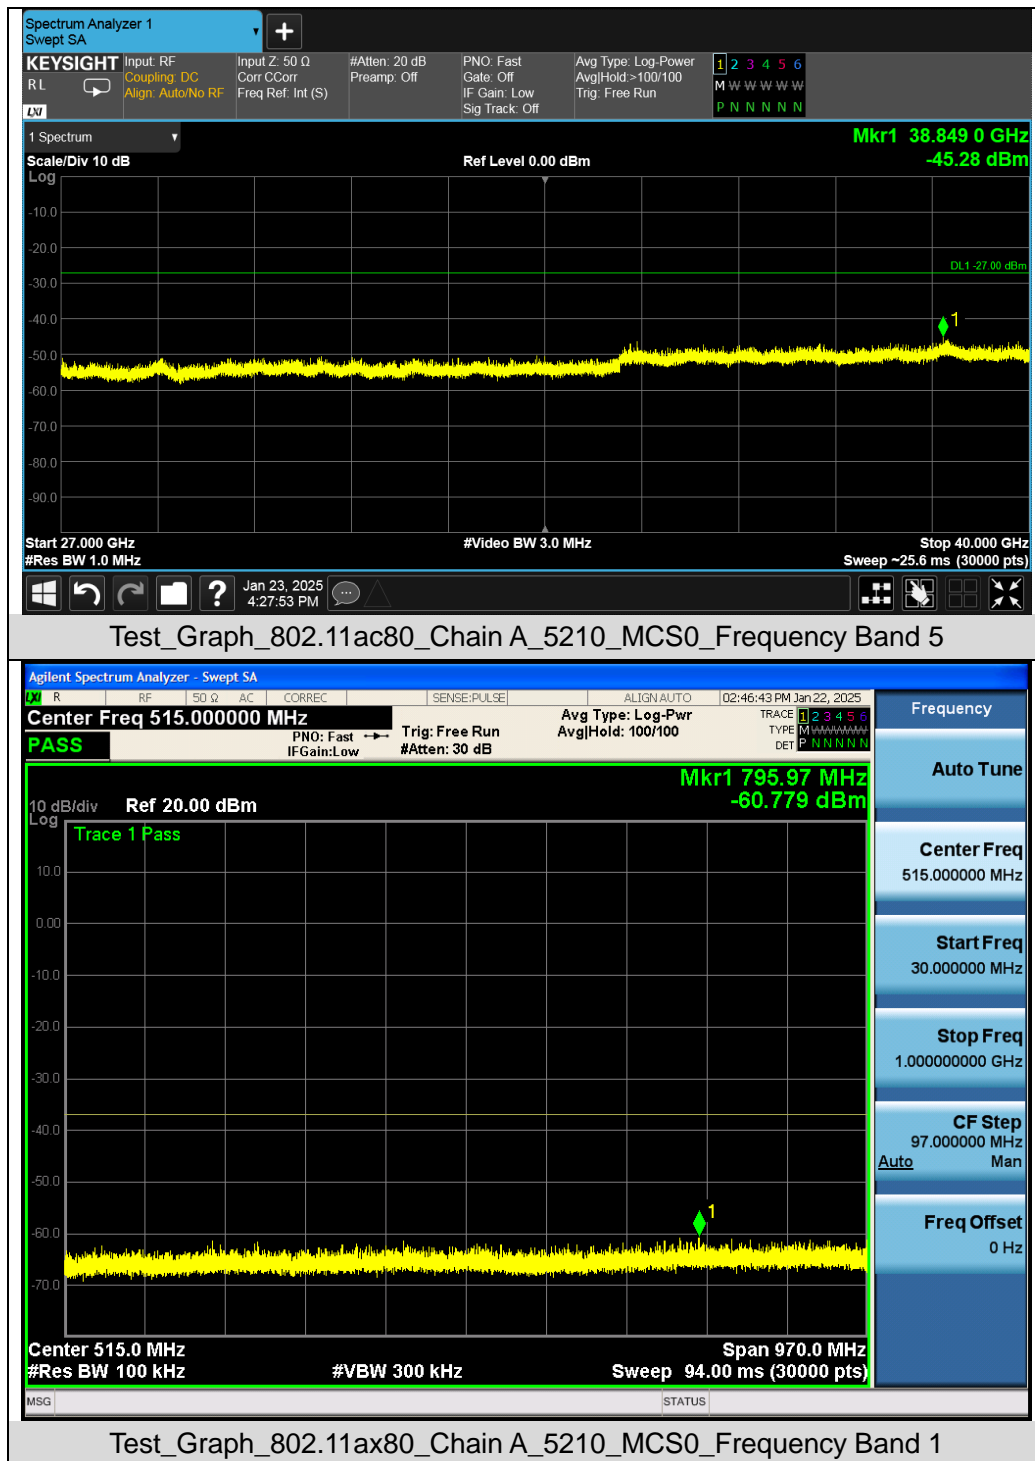 Spectrum Analyzer 1
Swept SA
+
KEYSIGHT
R L
LXI
Input: RF
Coupling: DC
Align: Auto/No RF
Input Z: 50 Ω
Corr CCorr
Freq Ref: Int (S)
#Atten: 20 dB
Preamp: Off
PNO: Fast
Gate: Off
IF Gain: Low
Sig Track: Off
Avg Type: Log-Power
Avg|Hold:>100/100
Trig: Free Run
1 2 3 4 5 6
M W W W W W
P N N N N N
1 Spectrum
Mkr1 38.849 0 GHz
Scale/Div 10 dB
Ref Level 0.00 dBm
-45.28 dBm
Log
-10.0
-20.0
DL1 -27.00 dBm
-30.0
-40.0
1
-50.0
-60.0
-70.0
-80.0
-90.0
Start 27.000 GHz
#Video BW 3.0 MHz
Stop 40.000 GHz
#Res BW 1.0 MHz
Sweep ~25.6 ms (30000 pts)
?
Jan 23, 2025
4:27:53 PM
Test_Graph_802.11ac80_Chain A_5210_MCS0_Frequency Band 5
Agilent Spectrum Analyzer - Swept SA
LXI R RF 50 Ω AC CORREC SENSE:PULSE ALIGN AUTO 02:46:43 PM Jan 22, 2025
Center Freq 515.000000 MHz
PASS
PNO: Fast
IFGain:Low
Trig: Free Run
#Atten: 30 dB
Avg Type: Log-Pwr
Avg|Hold: 100/100
TRACE 1 2 3 4 5 6
TYPE M W W W W W
DET P N N N N N
Mkr1 795.97 MHz
-60.779 dBm
10 dB/div
Ref 20.00 dBm
Log
Trace 1 Pass
10.0
0.00
-10.0
-20.0
-30.0
-40.0
-50.0
1
-60.0
-70.0
Center 515.0 MHz
Span 970.0 MHz
#Res BW 100 kHz
#VBW 300 kHz
Sweep 94.00 ms (30000 pts)
MSG
STATUS
Frequency
Auto Tune
Center Freq
515.000000 MHz
Start Freq
30.000000 MHz
Stop Freq
1.000000000 GHz
CF Step
97.000000 MHz
Auto Man
Freq Offset
0 Hz
Test_Graph_802.11ax80_Chain A_5210_MCS0_Frequency Band 1